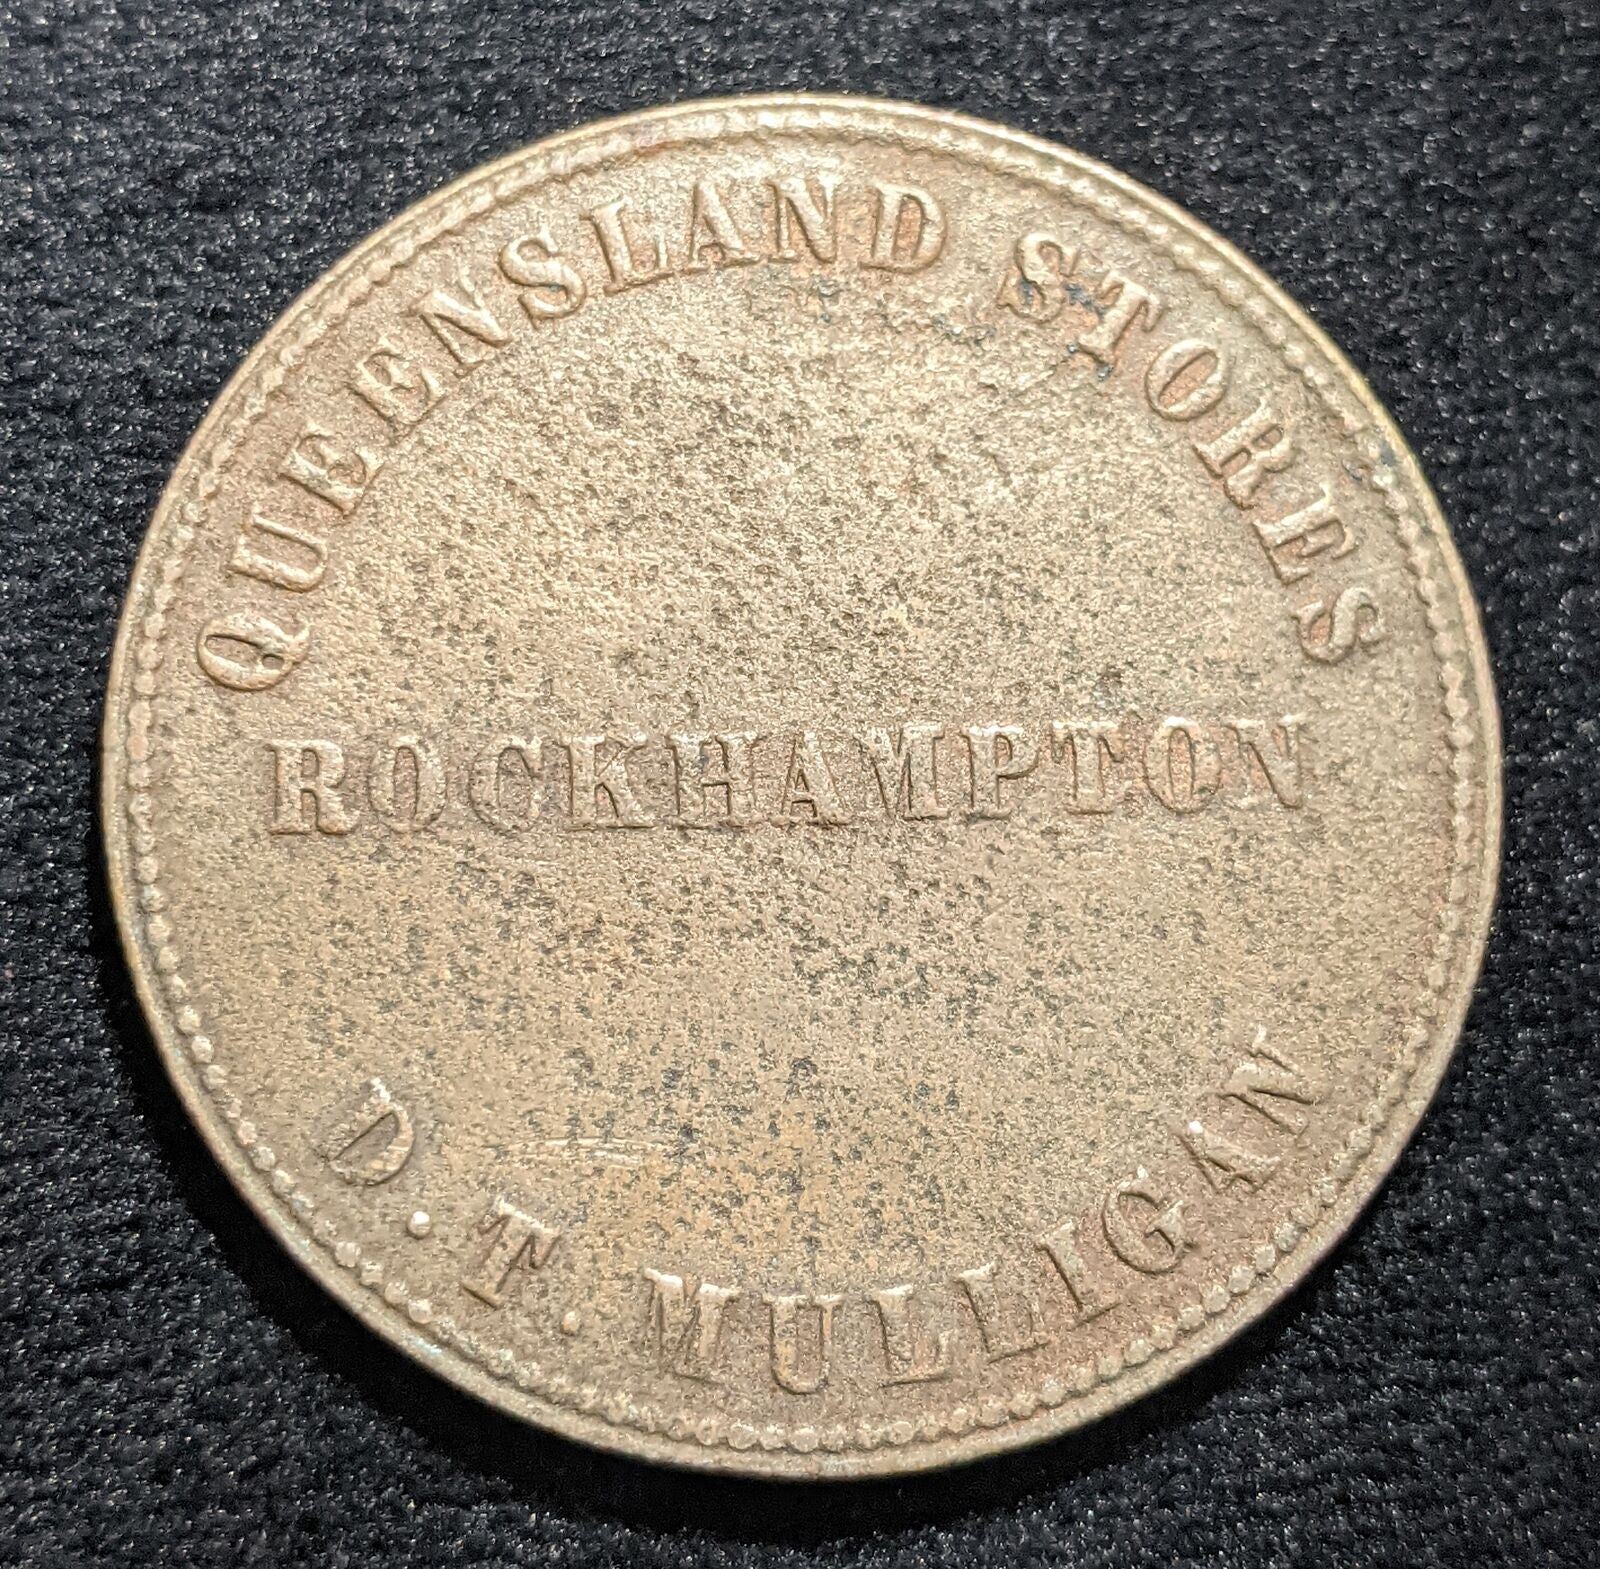 QUEENSLAND STORES
ROCKHAMPTON
D. T. MULLIGAN